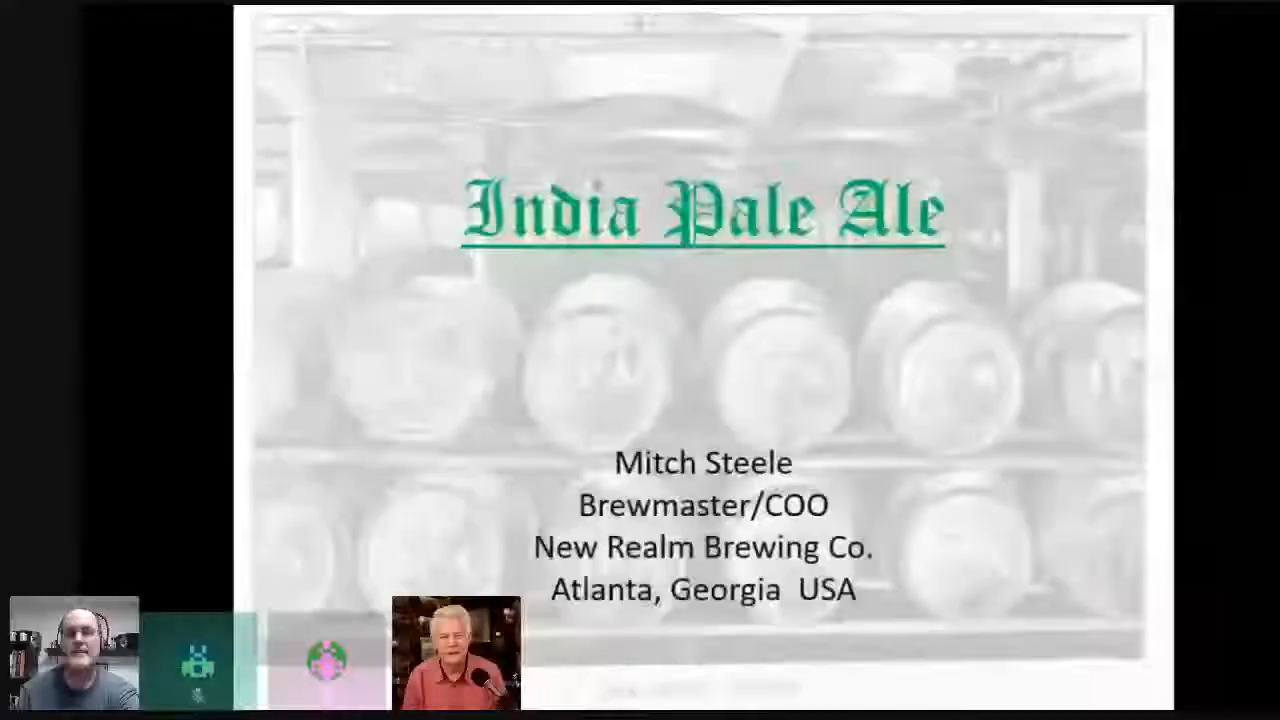 India Pale Ale
Mitch Steele
Brewmaster/COO
New Realm Brewing Co.
Atlanta, Georgia USA